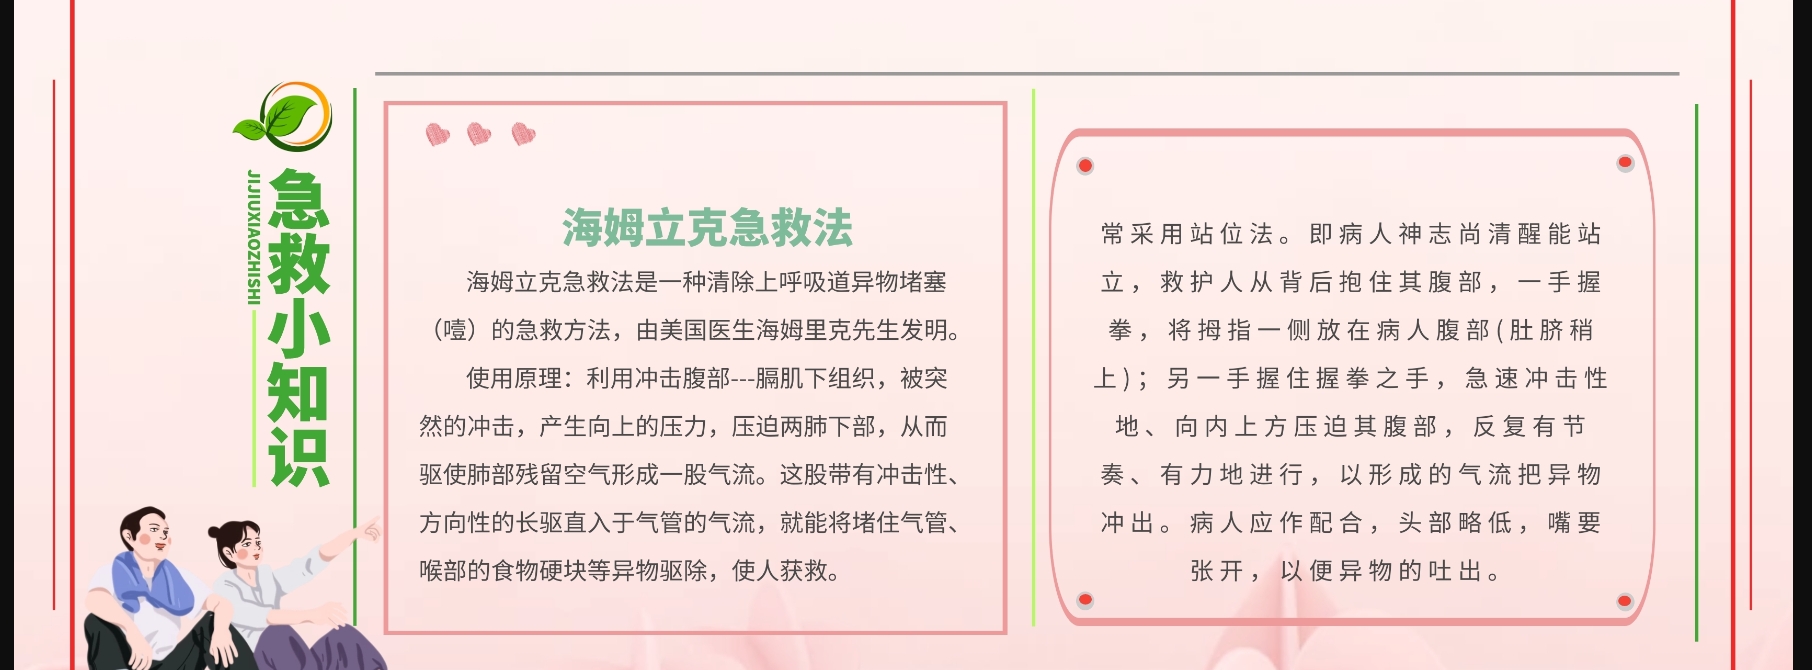 急救小知识
JIJIUXIAOZHISHI
海姆立克急救法
海姆立克急救法是一种清除上呼吸道异物堵塞
（噎）的急救方法，由美国医生海姆里克先生发明。
使用原理：利用冲击腹部---膈肌下组织，被突
然的冲击，产生向上的压力，压迫两肺下部，从而
驱使肺部残留空气形成一股气流。这股带有冲击性、
方向性的长驱直入于气管的气流，就能将堵住气管、
喉部的食物硬块等异物驱除，使人获救。
常采用站位法。即病人神志尚清醒能站
立，救护人从背后抱住其腹部，一手握
拳，将拇指一侧放在病人腹部(肚脐稍
上)；另一手握住握拳之手，急速冲击性
地、向内上方压迫其腹部，反复有节
奏、有力地进行，以形成的气流把异物
冲出。病人应作配合，头部略低，嘴要
张开，以便异物的吐出。